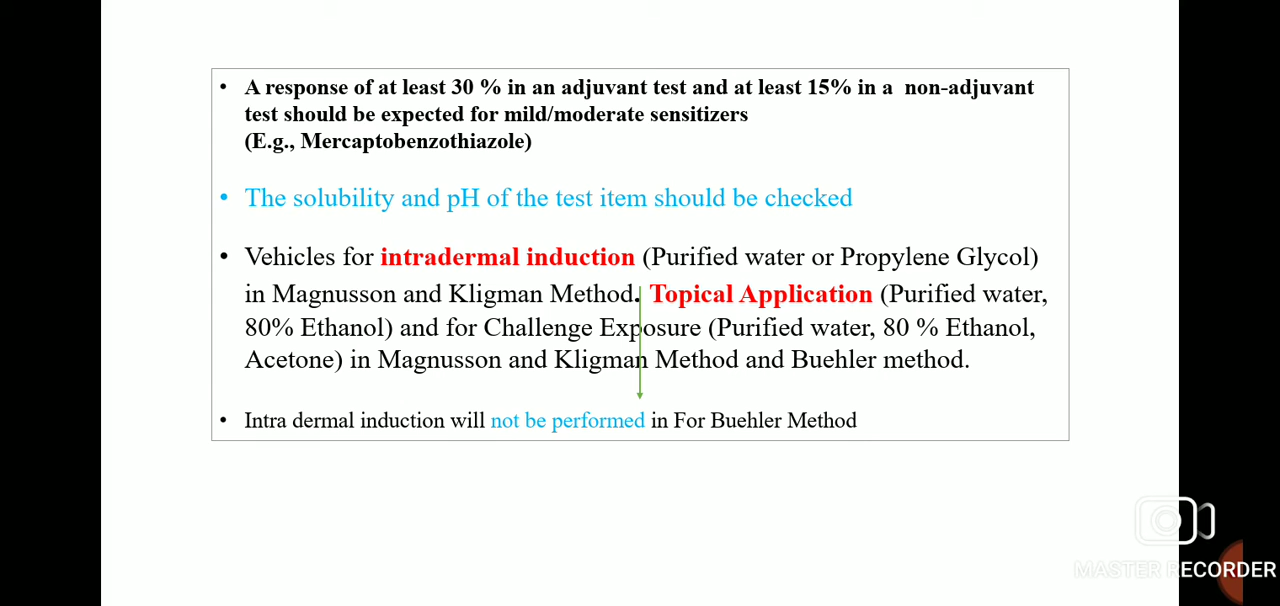 • A response of at least 30 % in an adjuvant test and at least 15% in a non-adjuvant
test should be expected for mild/moderate sensitizers
(E.g., Mercaptobenzothiazole)
• The solubility and pH of the test item should be checked
• Vehicles for intradermal induction (Purified water or Propylene Glycol)
in Magnusson and Kligman Method. Topical Application (Purified water,
80% Ethanol) and for Challenge Exposure (Purified water, 80 % Ethanol,
Acetone) in Magnusson and Kligman Method and Buehler method.
• Intra dermal induction will not be performed in For Buehler Method
MASTER RECORDER